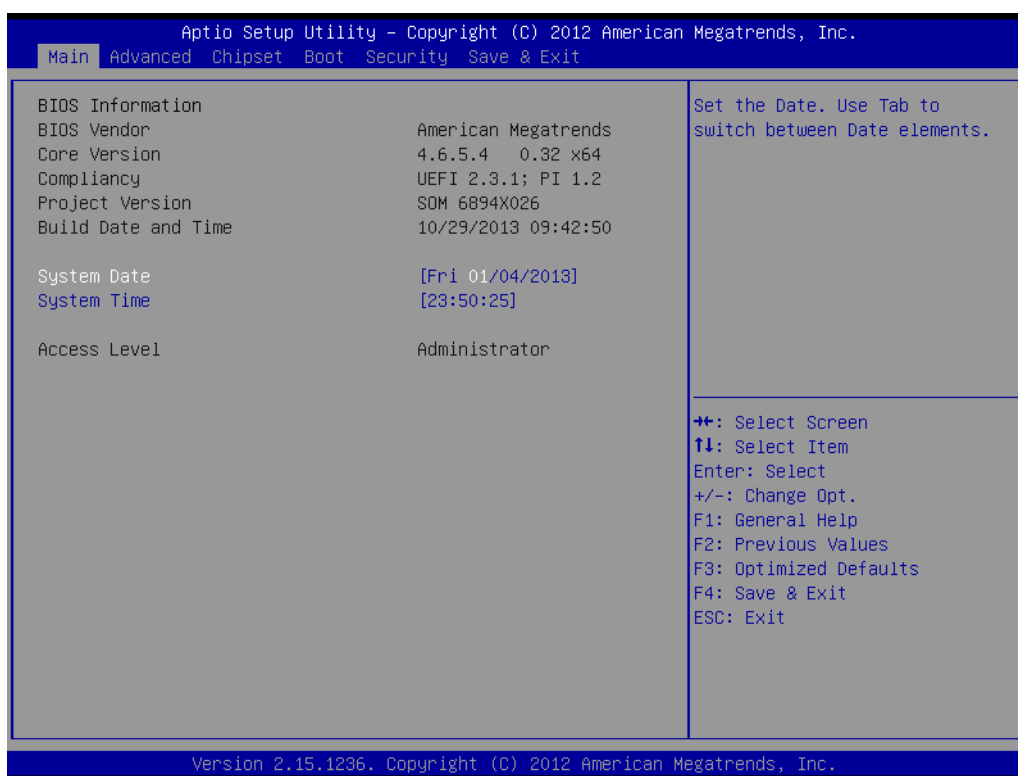 Aptio Setup Utility – Copyright (C) 2012 American Megatrends, Inc.
Main Advanced Chipset Boot Security Save & Exit
BIOS Information
BIOS Vendor American Megatrends
Core Version 4.6.5.4 0.32 x64
Compliancy UEFI 2.3.1; PI 1.2
Project Version SOM 6894X026
Build Date and Time 10/29/2013 09:42:50
System Date [Fri 01/04/2013]
System Time [23:50:25]
Access Level Administrator
Set the Date. Use Tab to
switch between Date elements.
→←: Select Screen
↑↓: Select Item
Enter: Select
+/-: Change Opt.
F1: General Help
F2: Previous Values
F3: Optimized Defaults
F4: Save & Exit
ESC: Exit
Version 2.15.1236. Copyright (C) 2012 American Megatrends, Inc.